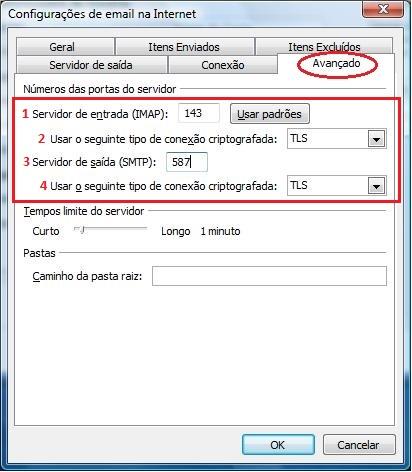 Configurações de email na Internet
Geral Itens Enviados Itens Excluídos
Servidor de saída Conexão Avançado
Números das portas do servidor
1 Servidor de entrada (IMAP): 143 Usar padrões
2 Usar o seguinte tipo de conexão criptografada: TLS
3 Servidor de saída (SMTP): 587
4 Usar o seguinte tipo de conexão criptografada: TLS
Tempos limite do servidor
Curto Longo 1 minuto
Pastas
Caminho da pasta raiz:
OK Cancelar